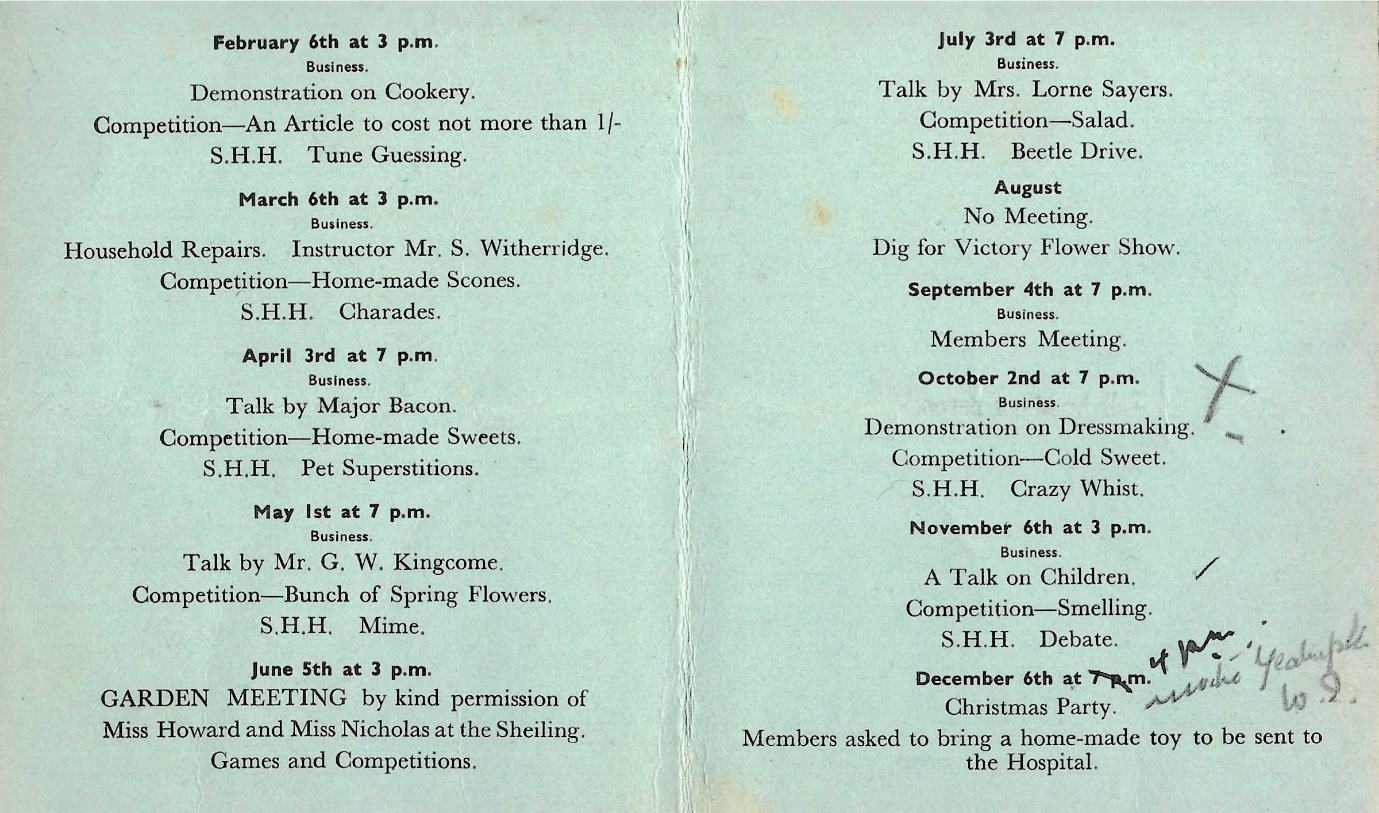 February 6th at 3 p.m.
Business.
Demonstration on Cookery.
Competition—An Article to cost not more than 1/-
S.H.H. Tune Guessing.
March 6th at 3 p.m.
Business.
Household Repairs. Instructor Mr. S. Witherridge.
Competition—Home-made Scones.
S.H.H. Charades.
April 3rd at 7 p.m.
Business.
Talk by Major Bacon.
Competition—Home-made Sweets.
S.H.H. Pet Superstitions.
May 1st at 7 p.m.
Business.
Talk by Mr. G. W. Kingcome.
Competition—Bunch of Spring Flowers.
S.H.H. Mime.
June 5th at 3 p.m.
GARDEN MEETING by kind permission of
Miss Howard and Miss Nicholas at the Sheiling.
Games and Competitions.
July 3rd at 7 p.m.
Business.
Talk by Mrs. Lorne Sayers.
Competition—Salad.
S.H.H. Beetle Drive.
August
No Meeting.
Dig for Victory Flower Show.
September 4th at 7 p.m.
Business.
Members Meeting.
October 2nd at 7 p.m.
Business.
Demonstration on Dressmaking.
Competition—Cold Sweet.
S.H.H. Crazy Whist.
November 6th at 3 p.m.
Business.
A Talk on Children.
Competition—Smelling.
S.H.H. Debate.
December 6th at 7 p.m. 4 pm
W.I.
Christmas Party.
Members asked to bring a home-made toy to be sent to
the Hospital.